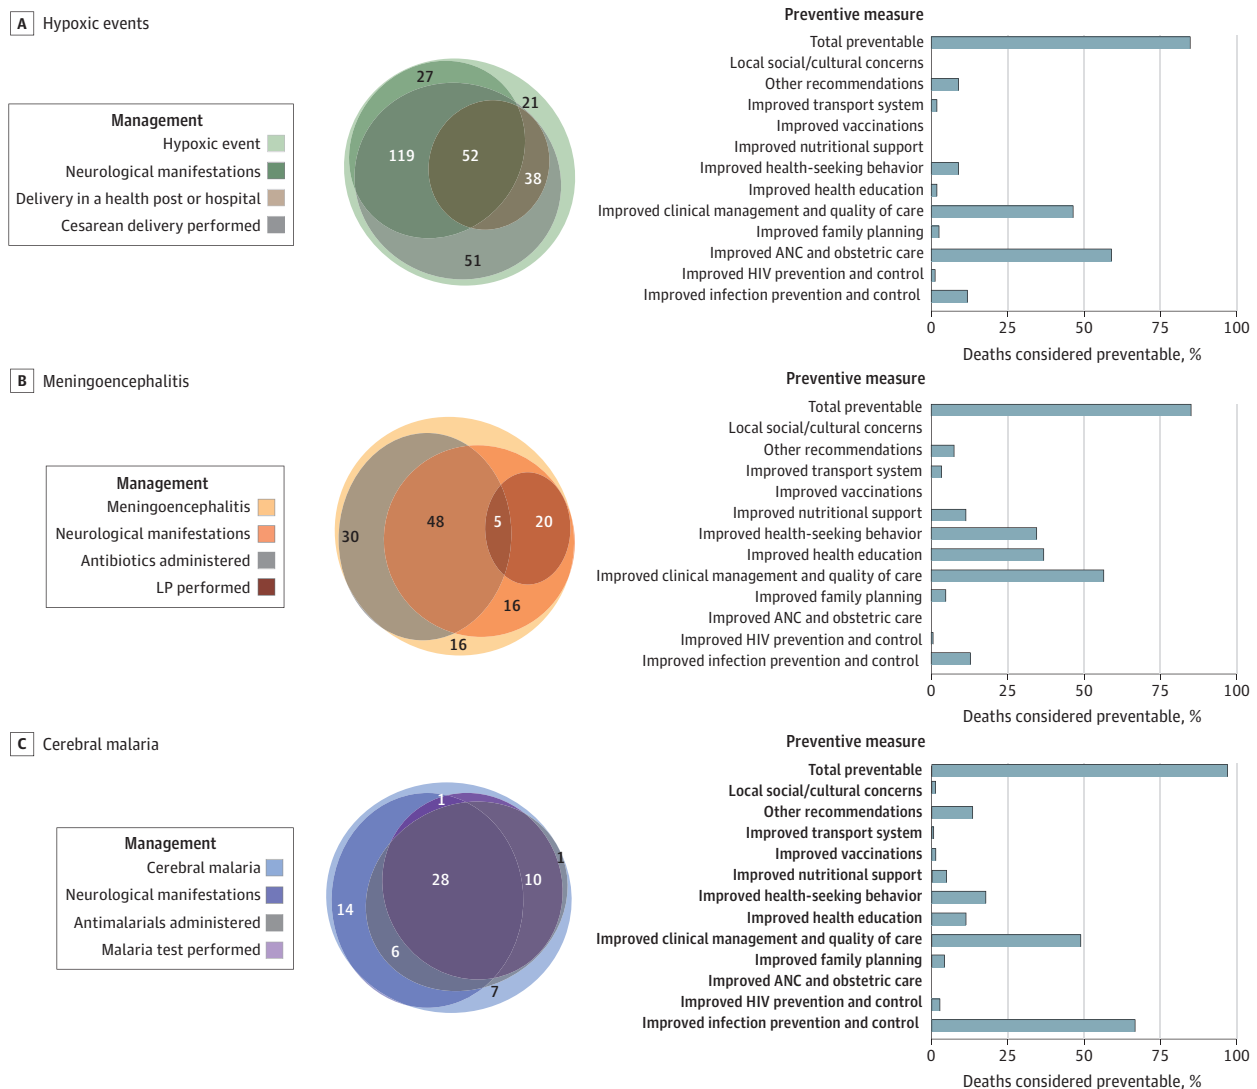 A Hypoxic events
Management
Hypoxic event
Neurological manifestations
Delivery in a health post or hospital
Cesarean delivery performed
27
21
119
52
38
51
Preventive measure
Total preventable
Local social/cultural concerns
Other recommendations
Improved transport system
Improved vaccinations
Improved nutritional support
Improved health-seeking behavior
Improved health education
Improved clinical management and quality of care
Improved family planning
Improved ANC and obstetric care
Improved HIV prevention and control
Improved infection prevention and control
0 25 50 75 100
Deaths considered preventable, %
B Meningoencephalitis
Management
Meningoencephalitis
Neurological manifestations
Antibiotics administered
LP performed
30
48
5
20
16
16
Preventive measure
Total preventable
Local social/cultural concerns
Other recommendations
Improved transport system
Improved vaccinations
Improved nutritional support
Improved health-seeking behavior
Improved health education
Improved clinical management and quality of care
Improved family planning
Improved ANC and obstetric care
Improved HIV prevention and control
Improved infection prevention and control
0 25 50 75 100
Deaths considered preventable, %
C Cerebral malaria
Management
Cerebral malaria
Neurological manifestations
Antimalarials administered
Malaria test performed
1
1
28
10
14
6
7
Preventive measure
Total preventable
Local social/cultural concerns
Other recommendations
Improved transport system
Improved vaccinations
Improved nutritional support
Improved health-seeking behavior
Improved health education
Improved clinical management and quality of care
Improved family planning
Improved ANC and obstetric care
Improved HIV prevention and control
Improved infection prevention and control
0 25 50 75 100
Deaths considered preventable, %